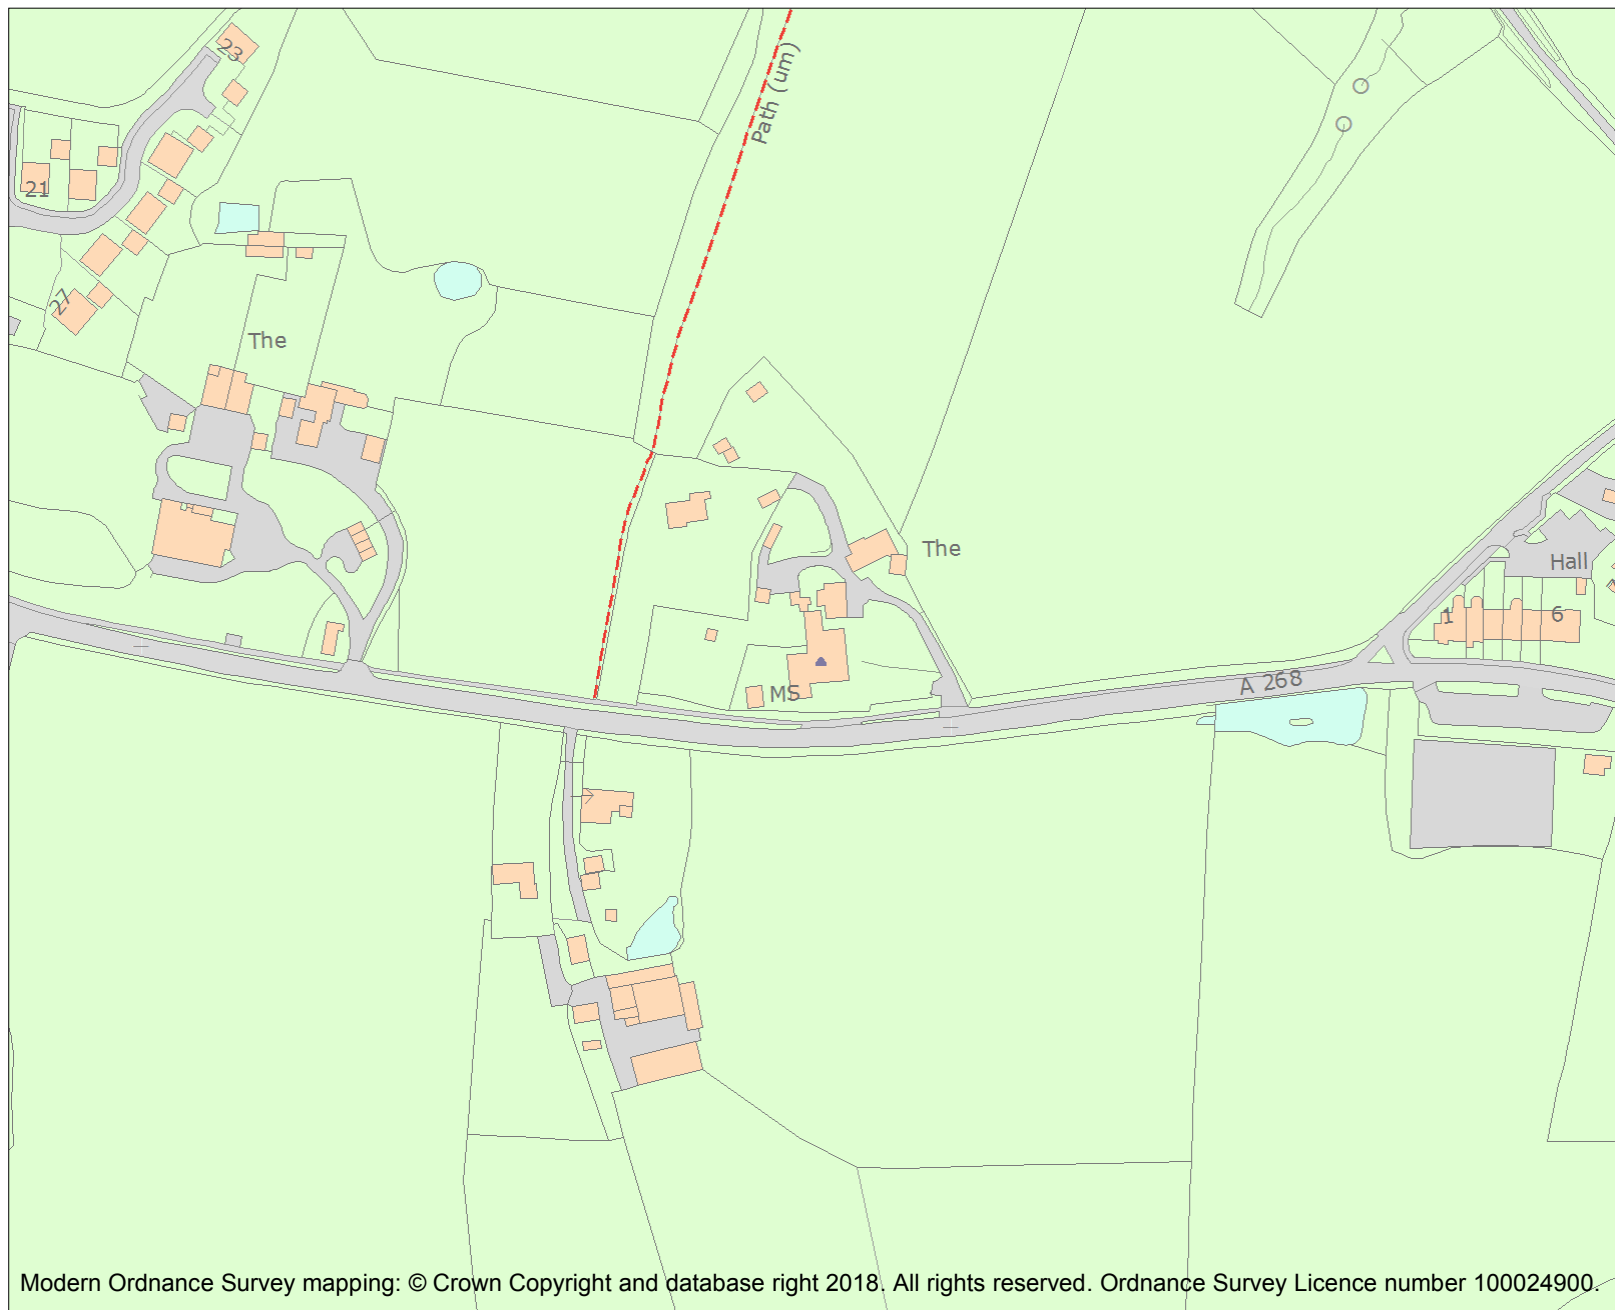 23
Path (um)
21
27
The
The
Hall
1
6
MS
A 268
Modern Ordnance Survey mapping: © Crown Copyright and database right 2018. All rights reserved. Ordnance Survey Licence number 100024900.